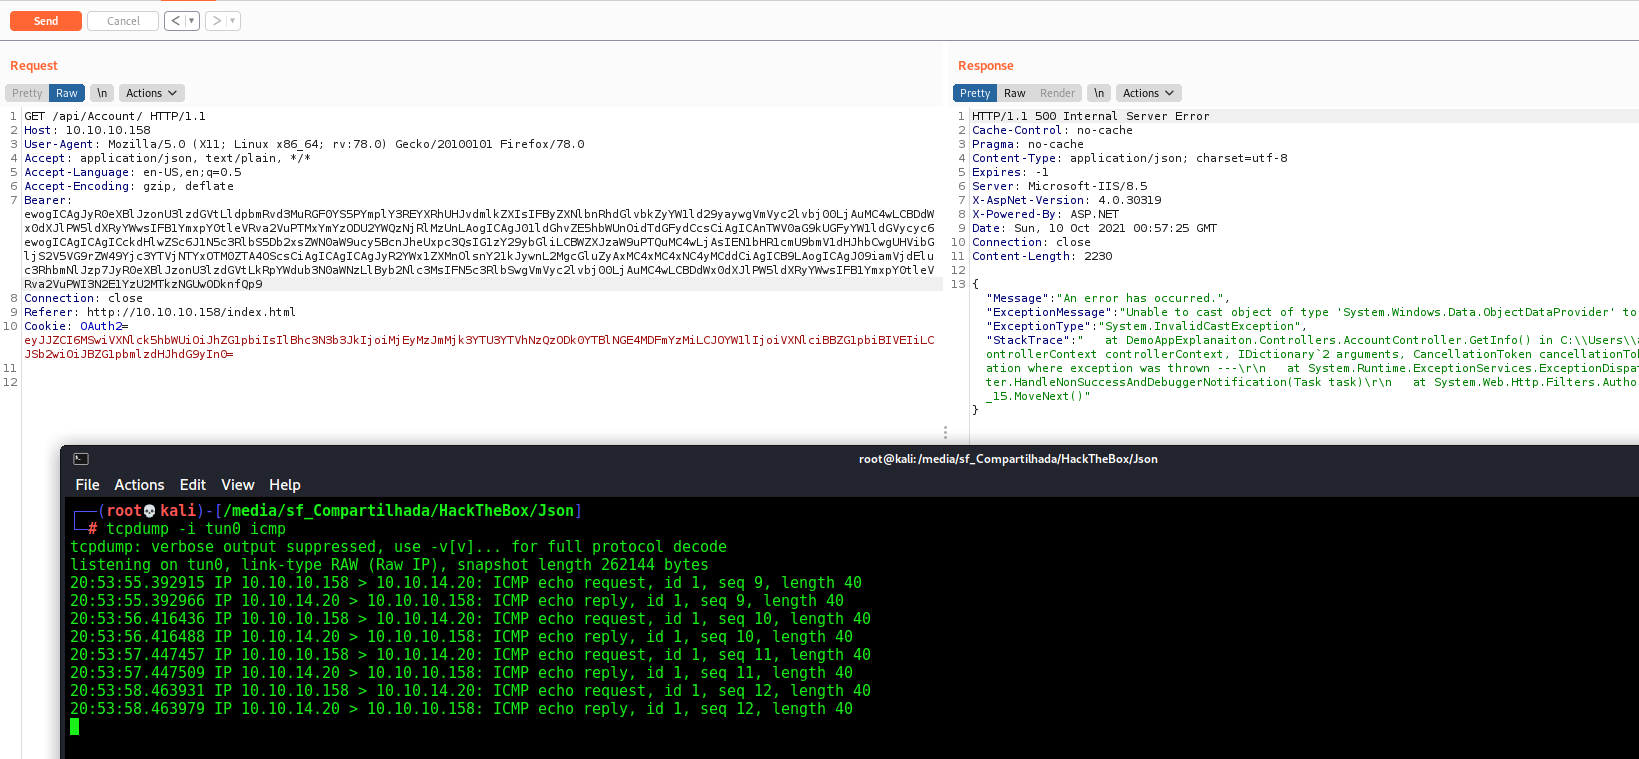 Send
Cancel
< ▾
> ▾
Request
Response
Pretty
Raw
\n
Actions
Pretty
Raw
Render
\n
Actions
1 GET /api/Account/ HTTP/1.1
2 Host: 10.10.10.158
3 User-Agent: Mozilla/5.0 (X11; Linux x86_64; rv:78.0) Gecko/20100101 Firefox/78.0
4 Accept: application/json, text/plain, */*
5 Accept-Language: en-US,en;q=0.5
6 Accept-Encoding: gzip, deflate
7 Bearer:
8 Connection: close
9 Referer: http://10.10.10.158/index.html
10 Cookie: OAuth2=
11
12
1 HTTP/1.1 500 Internal Server Error
2 Cache-Control: no-cache
3 Pragma: no-cache
4 Content-Type: application/json; charset=utf-8
5 Expires: -1
6 Server: Microsoft-IIS/8.5
7 X-AspNet-Version: 4.0.30319
8 X-Powered-By: ASP.NET
9 Date: Sun, 10 Oct 2021 00:57:25 GMT
10 Connection: close
11 Content-Length: 2230
12
13 {
"Message":"An error has occurred.",
"ExceptionMessage":"Unable to cast object of type 'System.Windows.Data.ObjectDataProvider' to
"ExceptionType":"System.InvalidCastException",
"StackTrace":" at DemoAppExplanaiton.Controllers.AccountController.GetInfo() in C:\\Users\\
ontrollerContext controllerContext, IDictionary`2 arguments, CancellationToken
ation where exception was thrown ---\r\n at System.Runtime.ExceptionServices.
ter.HandleNonSuccessAndDebuggerNotification(Task task)\r\n at System.Web.Http.Filters.
_15.MoveNext()"
}
root@kali: /media/sf_Compartilhada/HackTheBox/Json
File Actions Edit View Help
┌──(root💀kali)-[/media/sf_Compartilhada/HackTheBox/Json]
└─# tcpdump -i tun0 icmp
tcpdump: verbose output suppressed, use -v[v]... for full protocol decode
listening on tun0, link-type RAW (Raw IP), snapshot length 262144 bytes
20:53:55.392915 IP 10.10.10.158 > 10.10.14.20: ICMP echo request, id 1, seq 9, length 40
20:53:55.392966 IP 10.10.14.20 > 10.10.10.158: ICMP echo reply, id 1, seq 9, length 40
20:53:56.416436 IP 10.10.10.158 > 10.10.14.20: ICMP echo request, id 1, seq 10, length 40
20:53:56.416488 IP 10.10.14.20 > 10.10.10.158: ICMP echo reply, id 1, seq 10, length 40
20:53:57.447457 IP 10.10.10.158 > 10.10.14.20: ICMP echo request, id 1, seq 11, length 40
20:53:57.447509 IP 10.10.14.20 > 10.10.10.158: ICMP echo reply, id 1, seq 11, length 40
20:53:58.463931 IP 10.10.10.158 > 10.10.14.20: ICMP echo request, id 1, seq 12, length 40
20:53:58.463979 IP 10.10.14.20 > 10.10.10.158: ICMP echo reply, id 1, seq 12, length 40